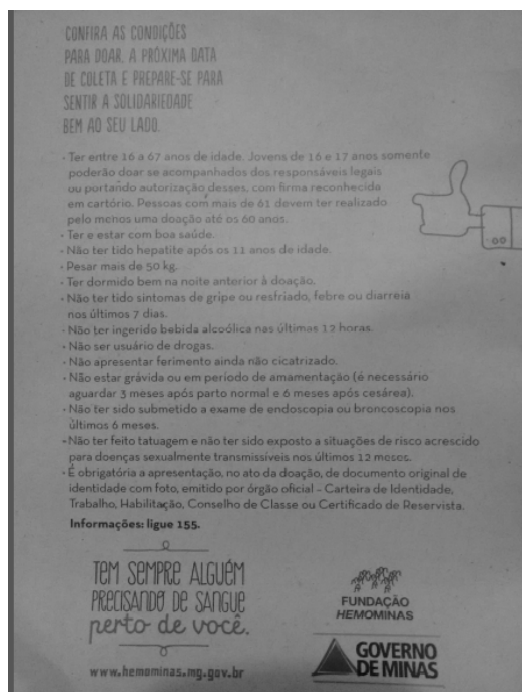 CONFIRA AS CONDIÇÕES
PARA DOAR, A PRÓXIMA DATA
DE COLETA E PREPARE-SE PARA
SENTIR A SOLIDARIEDADE
BEM AO SEU LADO.
• Ter entre 16 a 67 anos de idade. Jovens de 16 e 17 anos somente
poderão doar se acompanhados dos responsáveis legais
ou portando autorização desses, com firma reconhecida
em cartório. Pessoas com mais de 61 devem ter realizado
pelo menos uma doação até os 60 anos.
• Ter e estar com boa saúde.
• Não ter tido hepatite após os 11 anos de idade.
• Pesar mais de 50 kg.
• Ter dormido bem na noite anterior à doação.
• Não ter tido sintomas de gripe ou resfriado, febre ou diarreia
nos últimos 7 dias.
• Não ter ingerido bebida alcoólica nas últimas 12 horas.
• Não ser usuário de drogas.
• Não apresentar ferimento ainda não cicatrizado.
• Não estar grávida ou em período de amamentação (é necessário
aguardar 3 meses após parto normal e 6 meses após cesárea).
• Não ter sido submetido a exame de endoscopia ou broncoscopia nos
últimos 6 meses.
• Não ter feito tatuagem e não ter sido exposto a situações de risco acrescido
para doenças sexualmente transmissíveis nos últimos 12 meses.
• É obrigatória a apresentação, no ato da doação, de documento original de
identidade com foto, emitido por órgão oficial – Carteira de Identidade,
Trabalho, Habilitação, Conselho de Classe ou Certificado de Reservista.
Informações: ligue 155.
TEM SEMPRE ALGUÉM
PRECISANDO DE SANGUE
perto de você.
www.hemominas.mg.gov.br
FUNDAÇÃO
HEMOMINAS
GOVERNO
DE MINAS